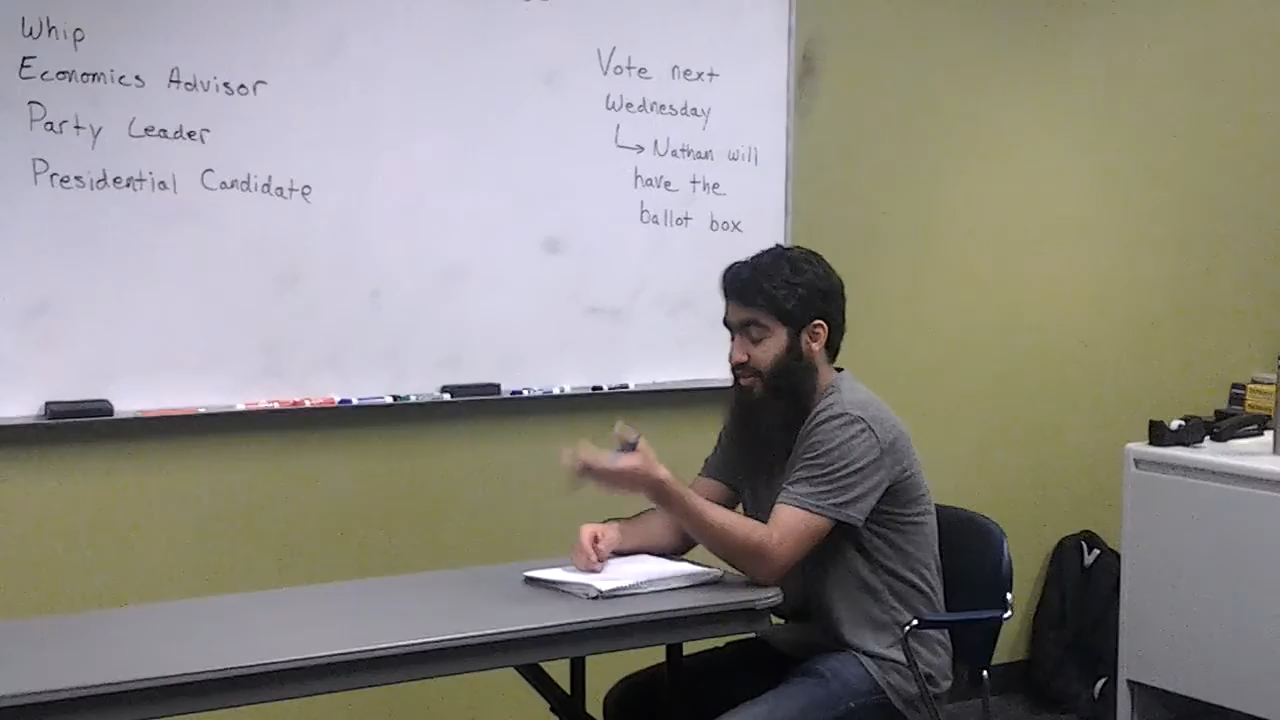 Whip
Economics Advisor
Party Leader
Presidential Candidate
Vote next
Wednesday
↳ Nathan will
have the
ballot box